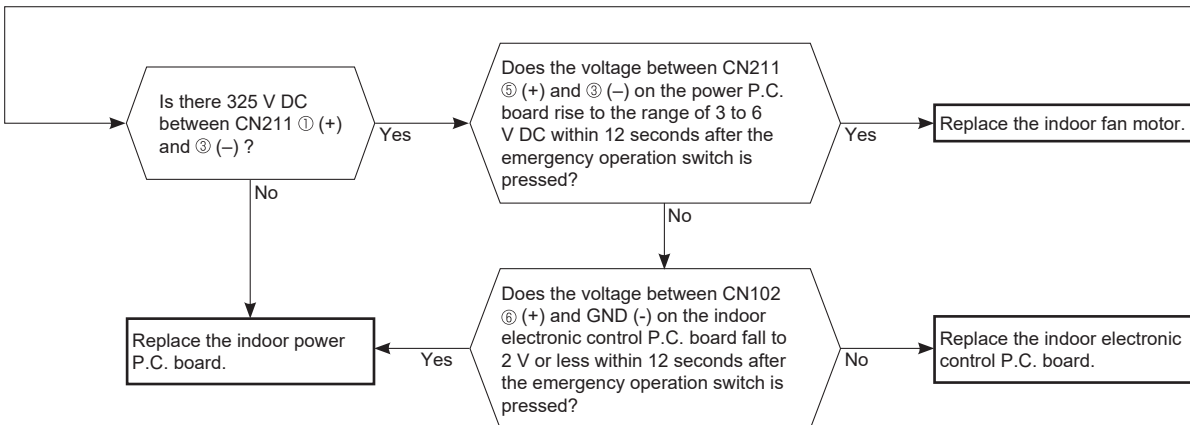 Is there 325 V DC
between CN211 ① (+)
and ③ (–) ?
Yes
No
Does the voltage between CN211
⑤ (+) and ③ (–) on the power P.C.
board rise to the range of 3 to 6
V DC within 12 seconds after the
emergency operation switch is
pressed?
Yes
No
Replace the indoor fan motor.
Replace the indoor power
P.C. board.
Yes
Does the voltage between CN102
⑥ (+) and GND (-) on the indoor
electronic control P.C. board fall to
2 V or less within 12 seconds after
the emergency operation switch is
pressed?
No
Replace the indoor electronic
control P.C. board.